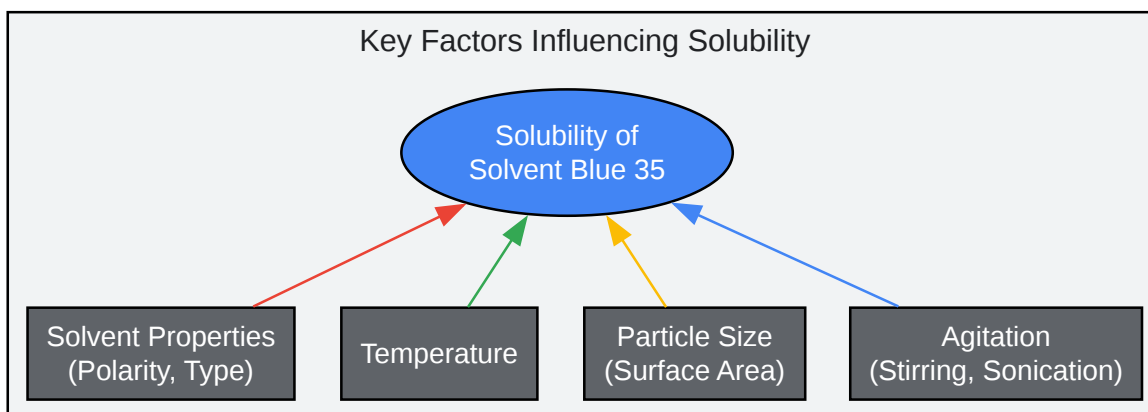 Key Factors Influencing Solubility
Solubility of
Solvent Blue 35
Solvent Properties
(Polarity, Type)
Temperature
Particle Size
(Surface Area)
Agitation
(Stirring, Sonication)